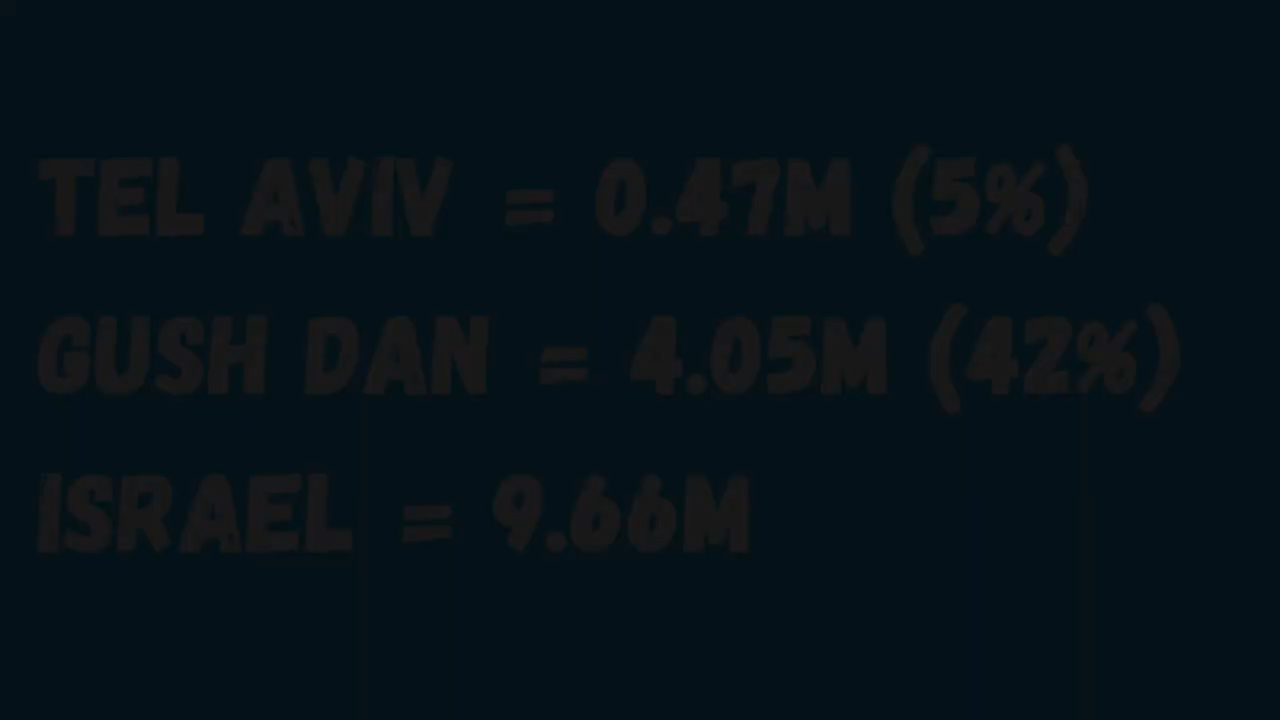 TEL AVIV = 0.47M (5%)
GUSH DAN = 4.05M (42%)
ISRAEL = 9.66M